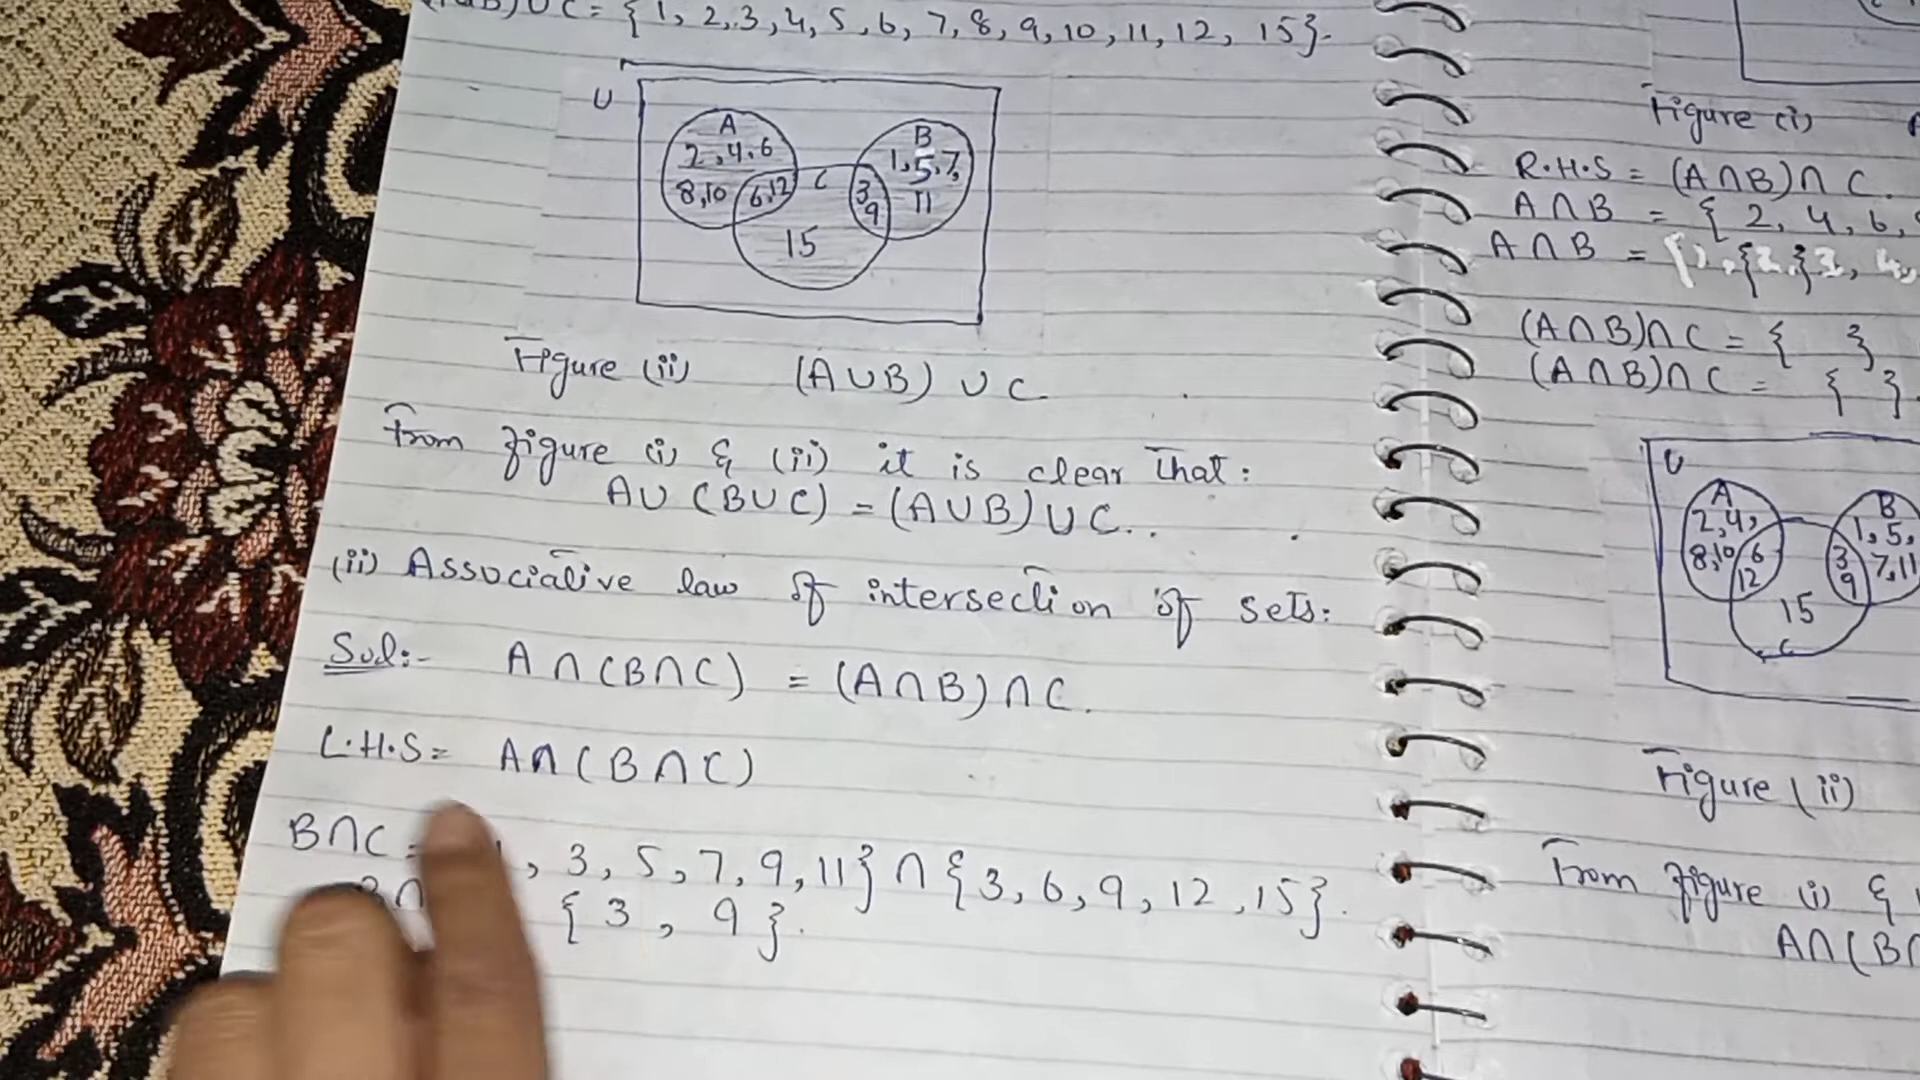 ∪ C = { 1, 2, 3, 4, 5, 6, 7, 8, 9, 10, 11, 12, 15}.
U
A
2, 4, 6
8, 10
6, 12
C
B
1, 5, 7,
11
3
9
15
Figure (ii) (A∪B) ∪ C
From figure (i) & (ii) it is clear that:
A∪ (B∪C) = (A∪B)∪C..
(ii) Associative law of intersection of sets:
Sol:- A∩(B∩C) = (A∩B)∩C.
L.H.S = A∩(B∩C)
B∩C = , 3, 5, 7, 9, 11} ∩ {3, 6, 9, 12, 15}.
{ 3, 9 }.
Figure (i)
R.H.S = (A∩B)∩ C.
A∩B = { 2, 4, 6,
A∩B =
(A∩B)∩C = { }
(A∩B)∩C = { }.
U
A
2, 4,
8, 10
6
12
B
1, 5,
7, 11
3
9
15
C
Figure (ii)
From figure (i) &
A∩(B∩